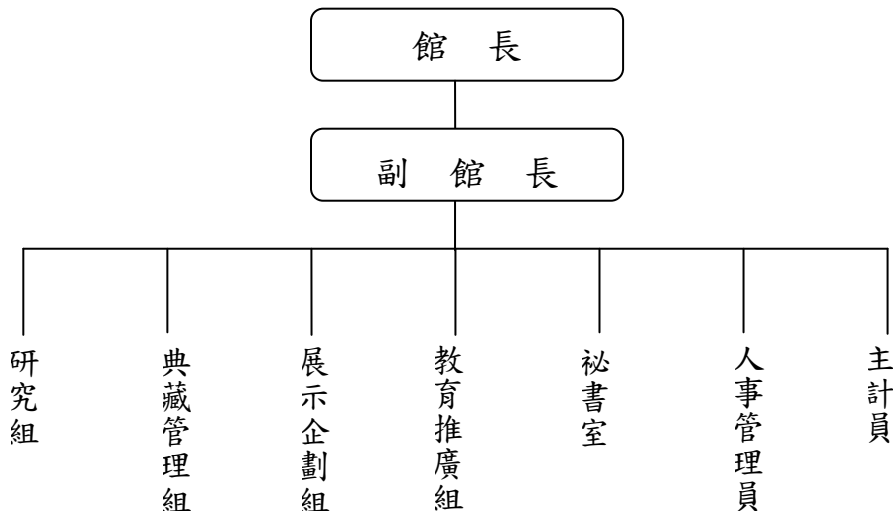 館長
副館長
研究組
典藏管理組
展示企劃組
教育推廣組
祕書室
人事管理員
主計員